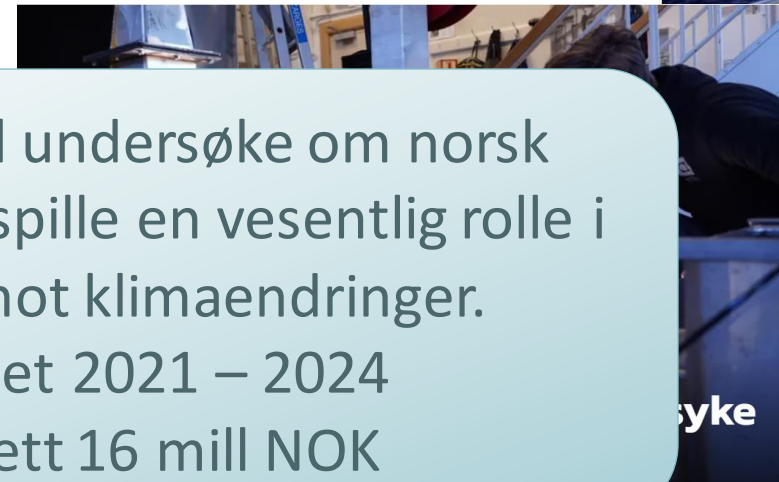 undersøke om norsk
spille en vesentlig rolle i
mot klimaendringer.
et 2021 – 2024
ett 16 mill NOK
syke